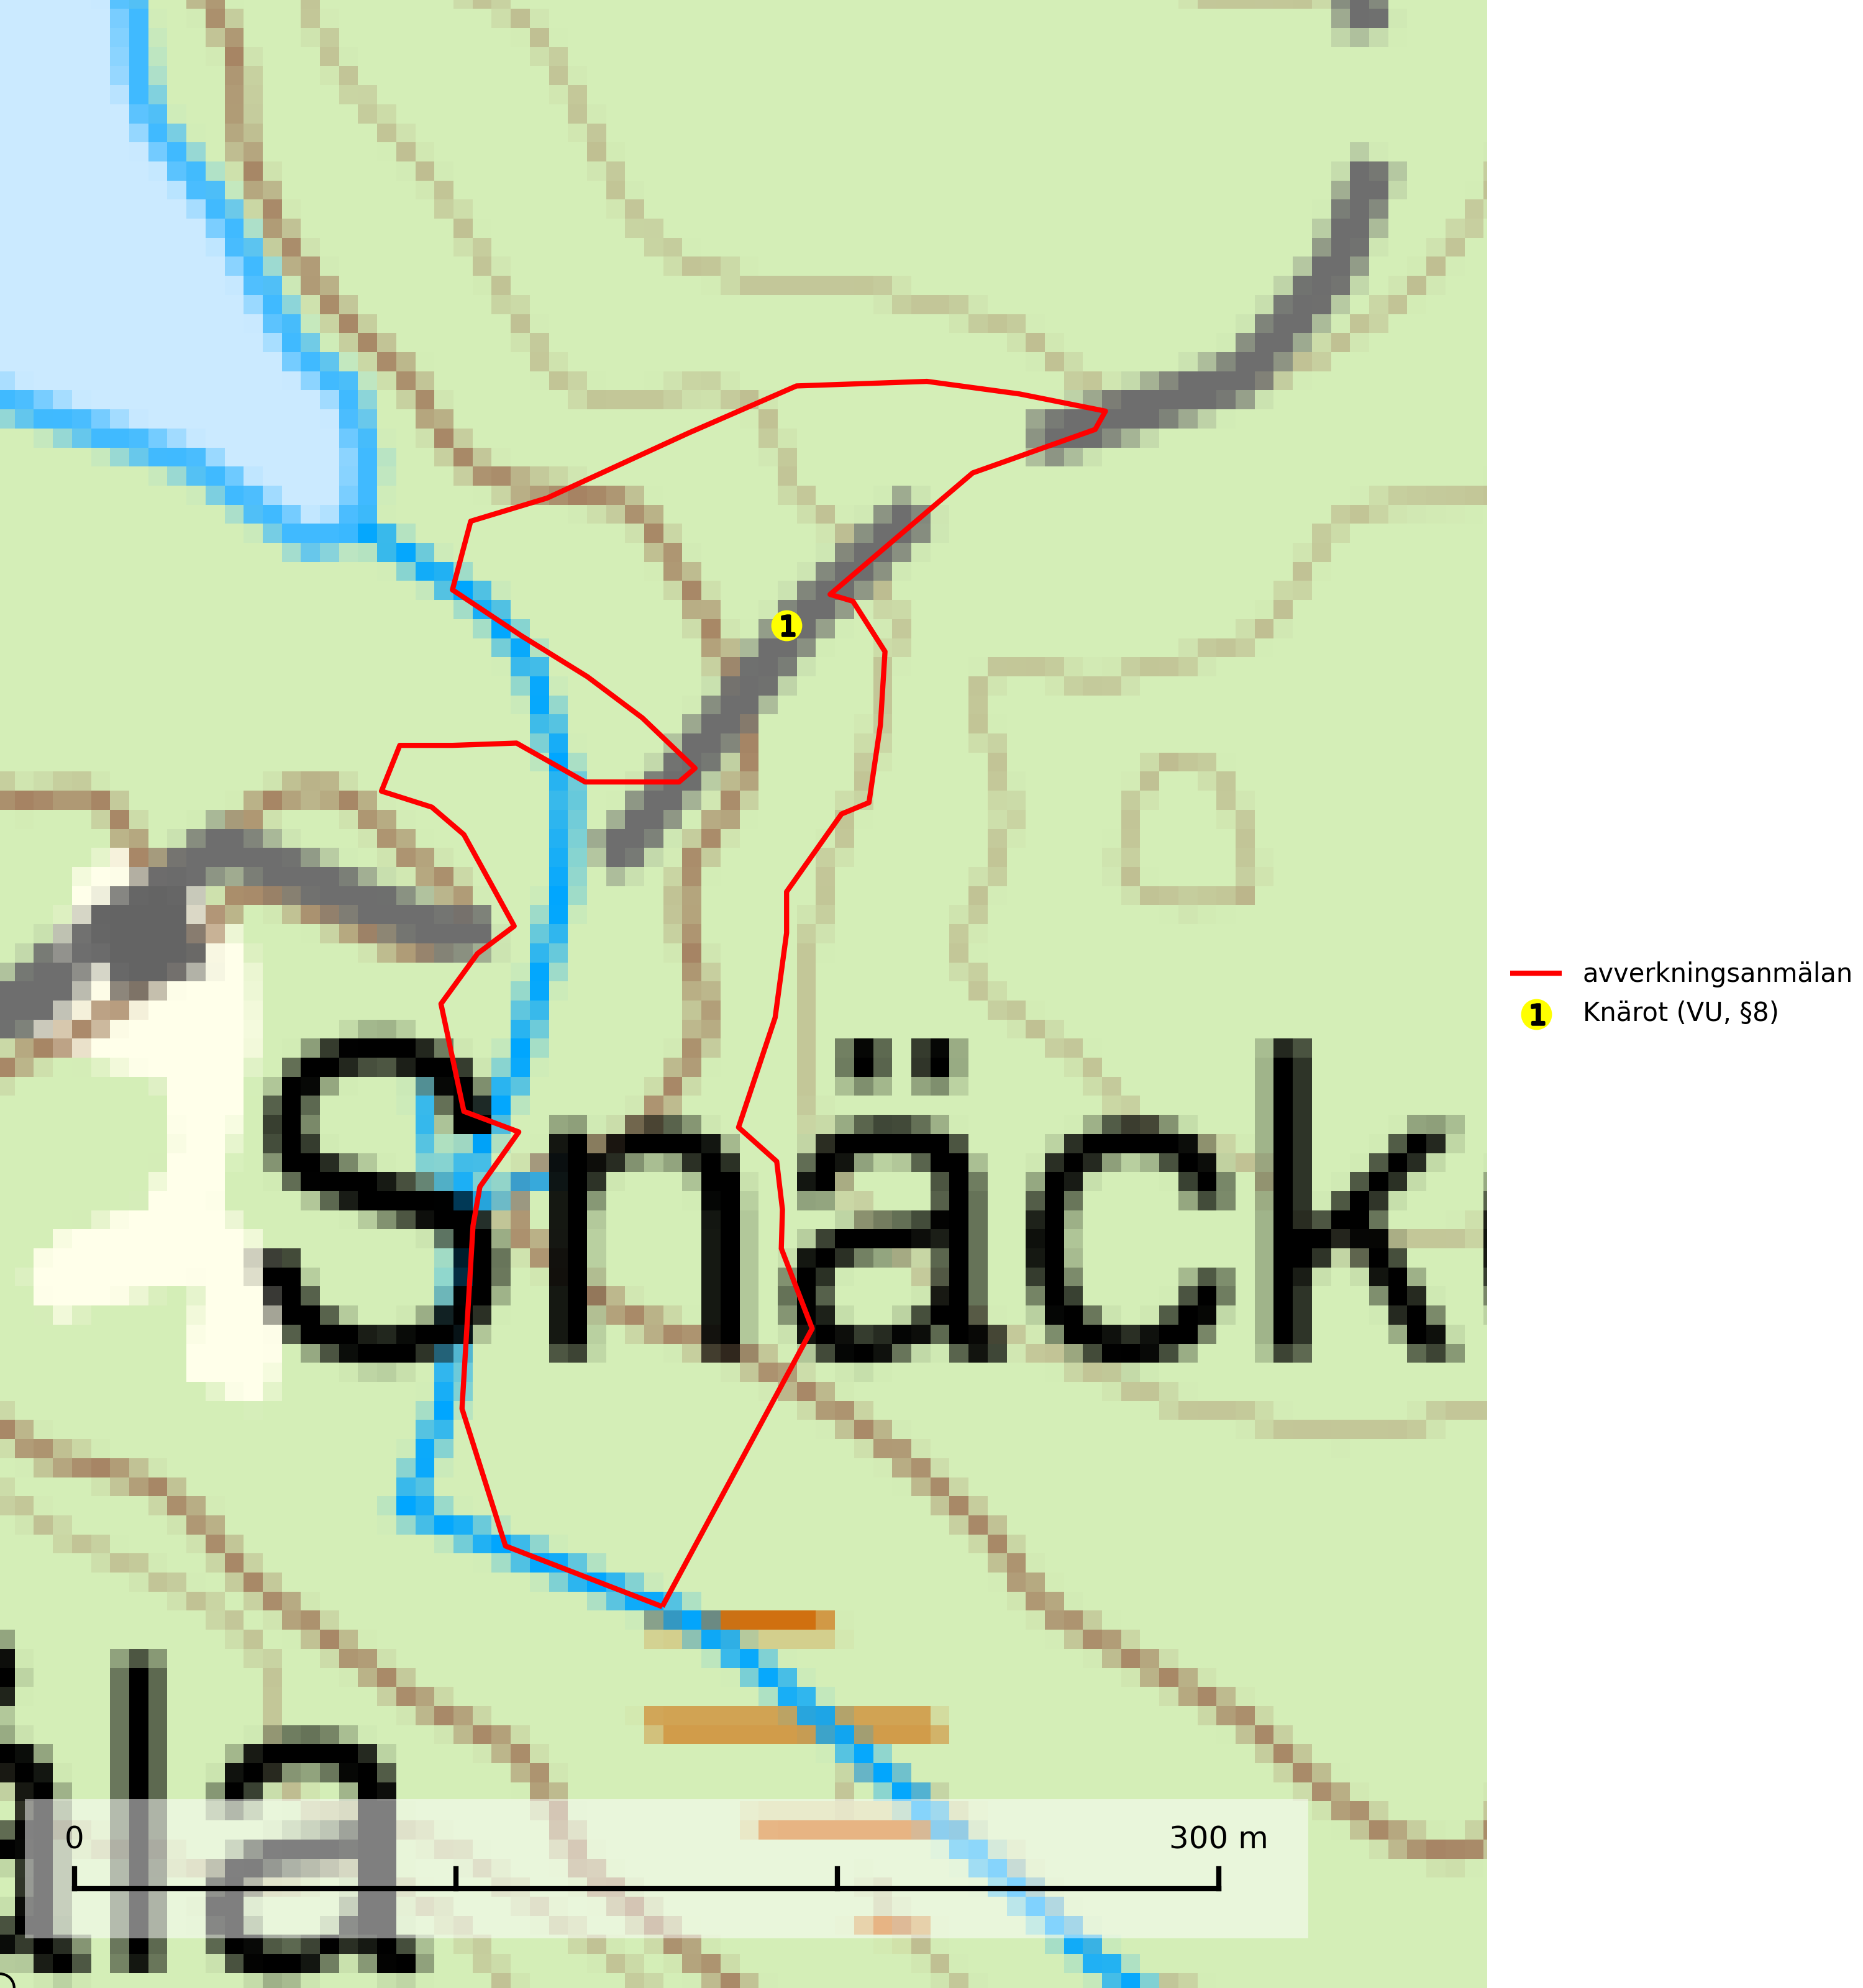 1
avverkningsanmälan
1 Knärot (VU, §8)
Snäck
la
0 300 m